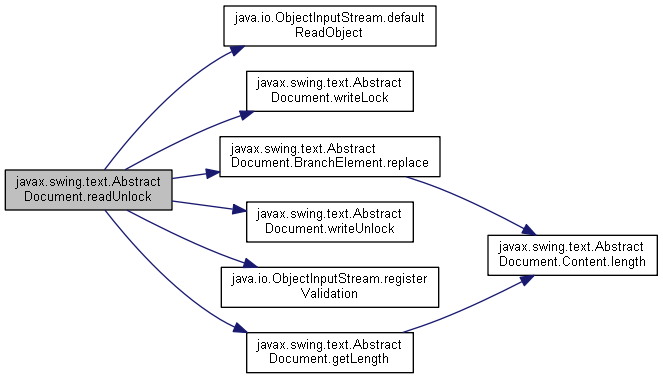 java.io.ObjectInputStream.default
ReadObject
javax.swing.text.Abstract
Document.writeLock
javax.swing.text.Abstract
Document.BranchElement.replace
javax.swing.text.Abstract
Document.readUnlock
javax.swing.text.Abstract
Document.writeUnlock
javax.swing.text.Abstract
Document.Content.length
java.io.ObjectInputStream.register
Validation
javax.swing.text.Abstract
Document.getLength